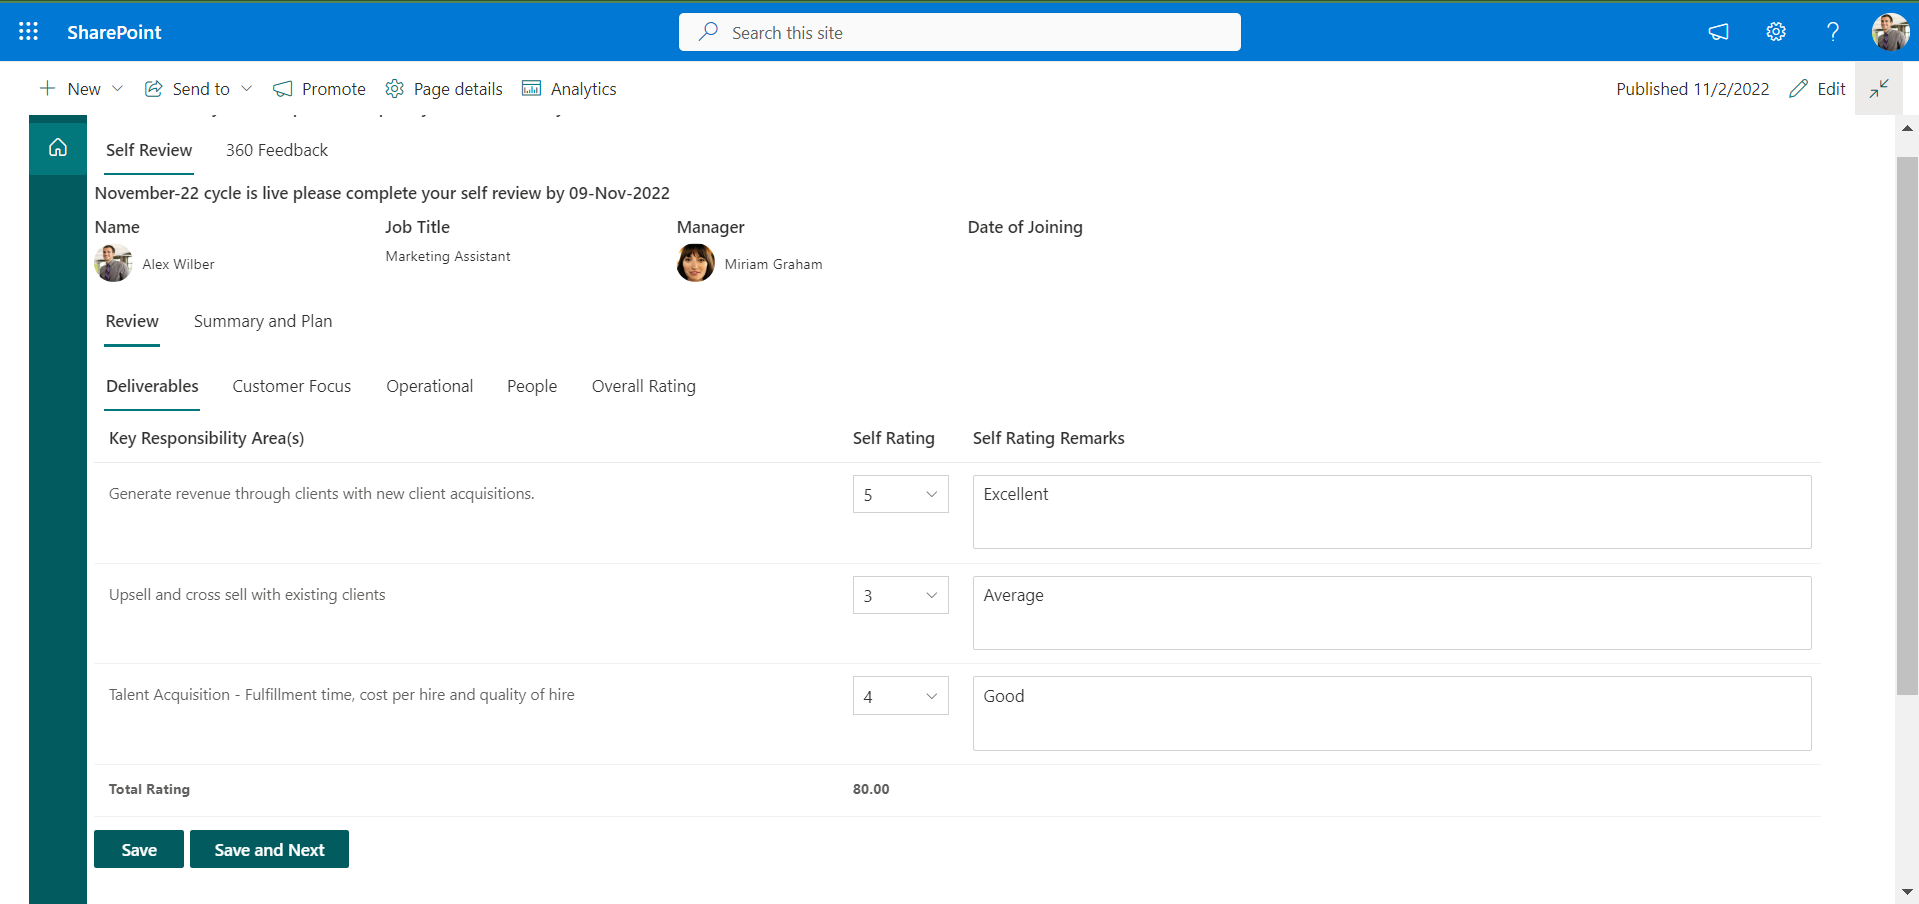 SharePoint
Search this site
?
New
Send to
Promote
Page details
Analytics
Published 11/2/2022
Edit
Self Review
360 Feedback
November-22 cycle is live please complete your self review by 09-Nov-2022
Name
Job Title
Manager
Date of Joining
Alex Wilber
Marketing Assistant
Miriam Graham
Review
Summary and Plan
Deliverables
Customer Focus
Operational
People
Overall Rating
Key Responsibility Area(s)
Self Rating
Self Rating Remarks
Generate revenue through clients with new client acquisitions.
5
Excellent
Upsell and cross sell with existing clients
3
Average
Talent Acquisition - Fulfillment time, cost per hire and quality of hire
4
Good
Total Rating
80.00
Save
Save and Next